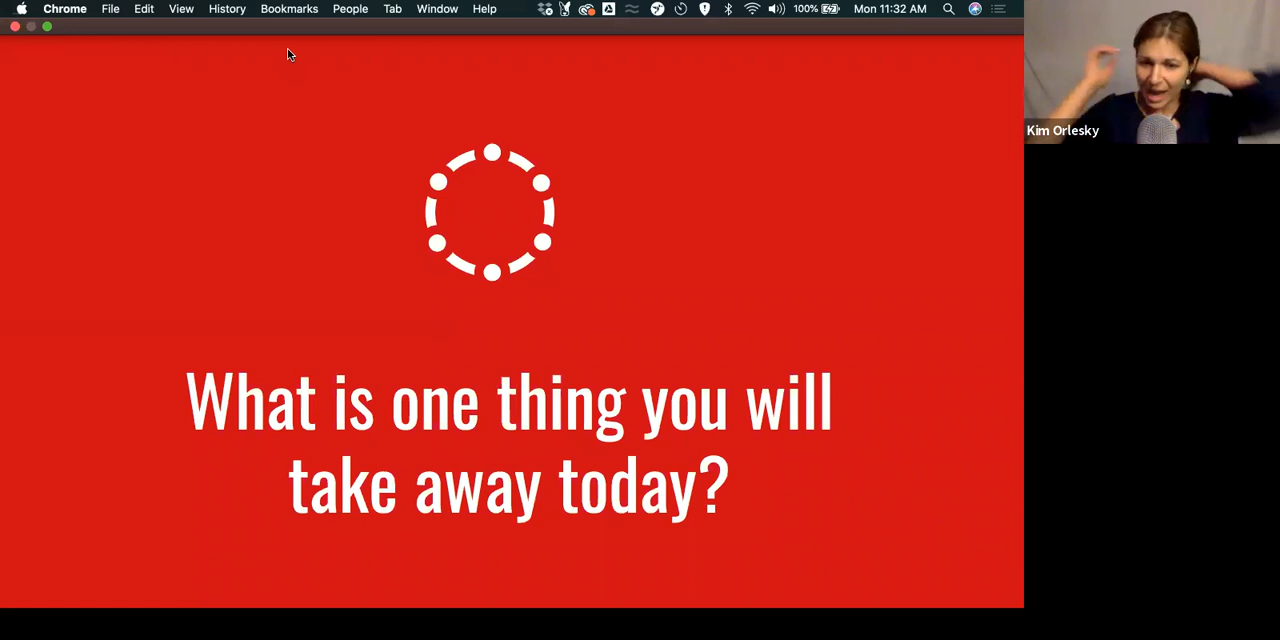 Chrome File Edit View History Bookmarks People Tab Window Help 100% Mon 11:32 AM
Kim Orlesky
What is one thing you will
take away today?